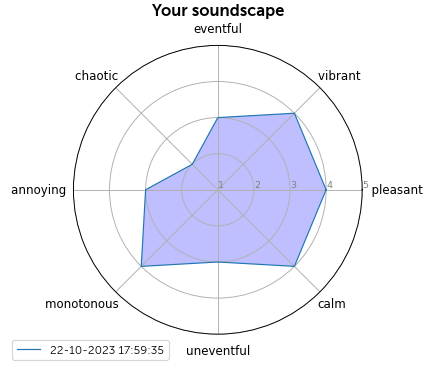 Your soundscape
eventful
chaotic
vibrant
annoying
1 2 3 4 5
pleasant
monotonous
calm
uneventful
22-10-2023 17:59:35